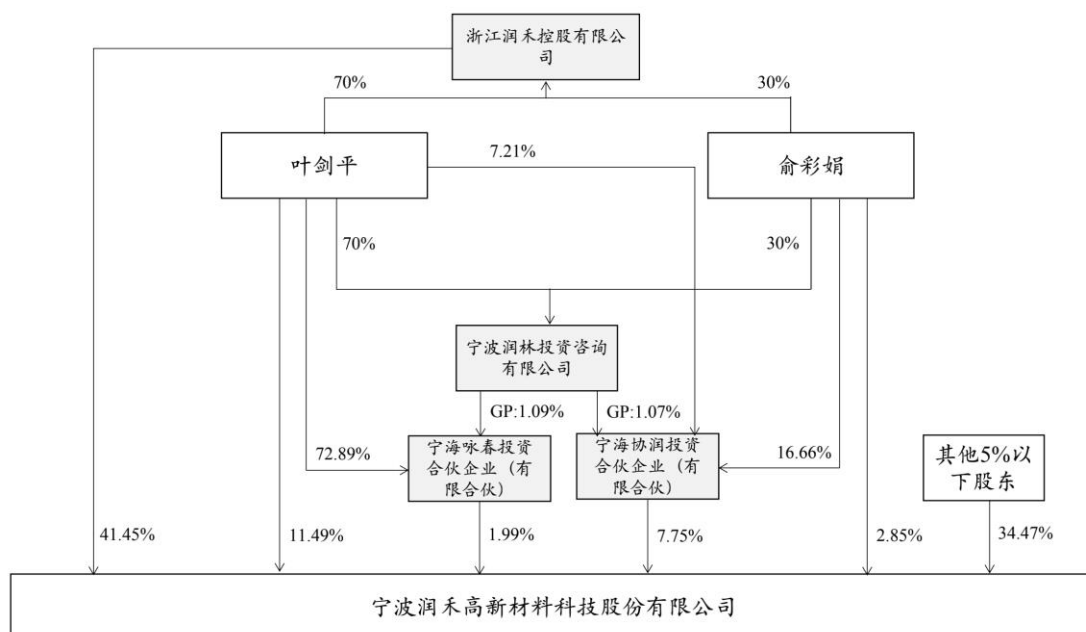 浙江润禾控股有限公
司
70%
30%
叶剑平
7.21%
俞彩娟
70%
30%
宁波润林投资咨询
有限公司
GP:1.09%
GP:1.07%
72.89%
宁海咏春投资
合伙企业（有
限合伙）
宁海协润投资
合伙企业（有
限合伙）
16.66%
其他5%以
下股东
41.45%
11.49%
1.99%
7.75%
2.85%
34.47%
宁波润禾高新材料科技股份有限公司